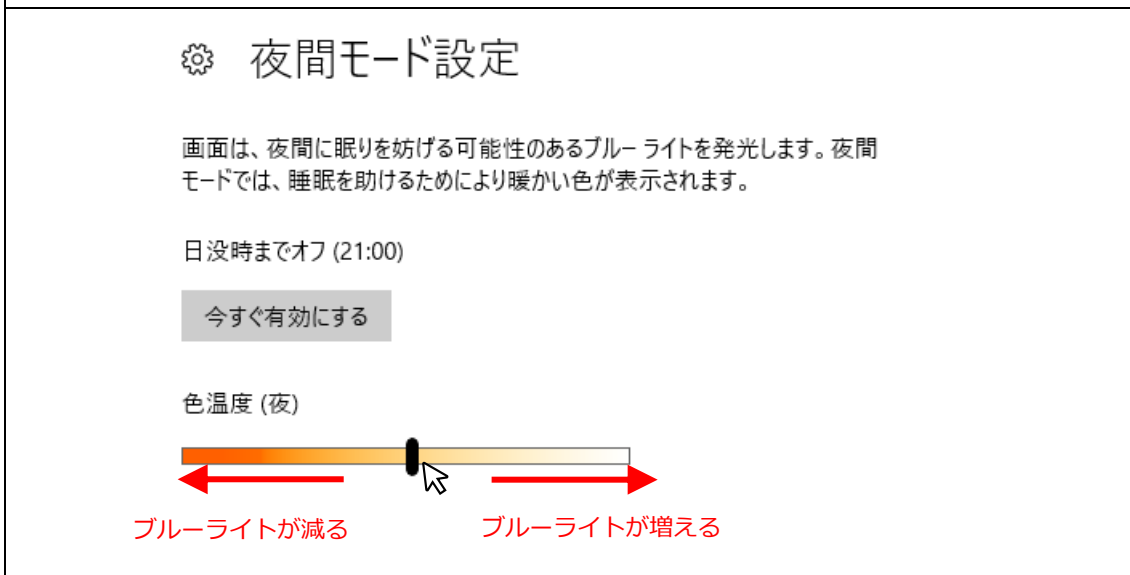 夜間モード設定
画面は、夜間に眠りを妨げる可能性のあるブルー ライトを発光します。夜間
モードでは、睡眠を助けるためにより暖かい色が表示されます。
日没時までオフ (21:00)
今すぐ有効にする
色温度 (夜)
ブルーライトが減る
ブルーライトが増える